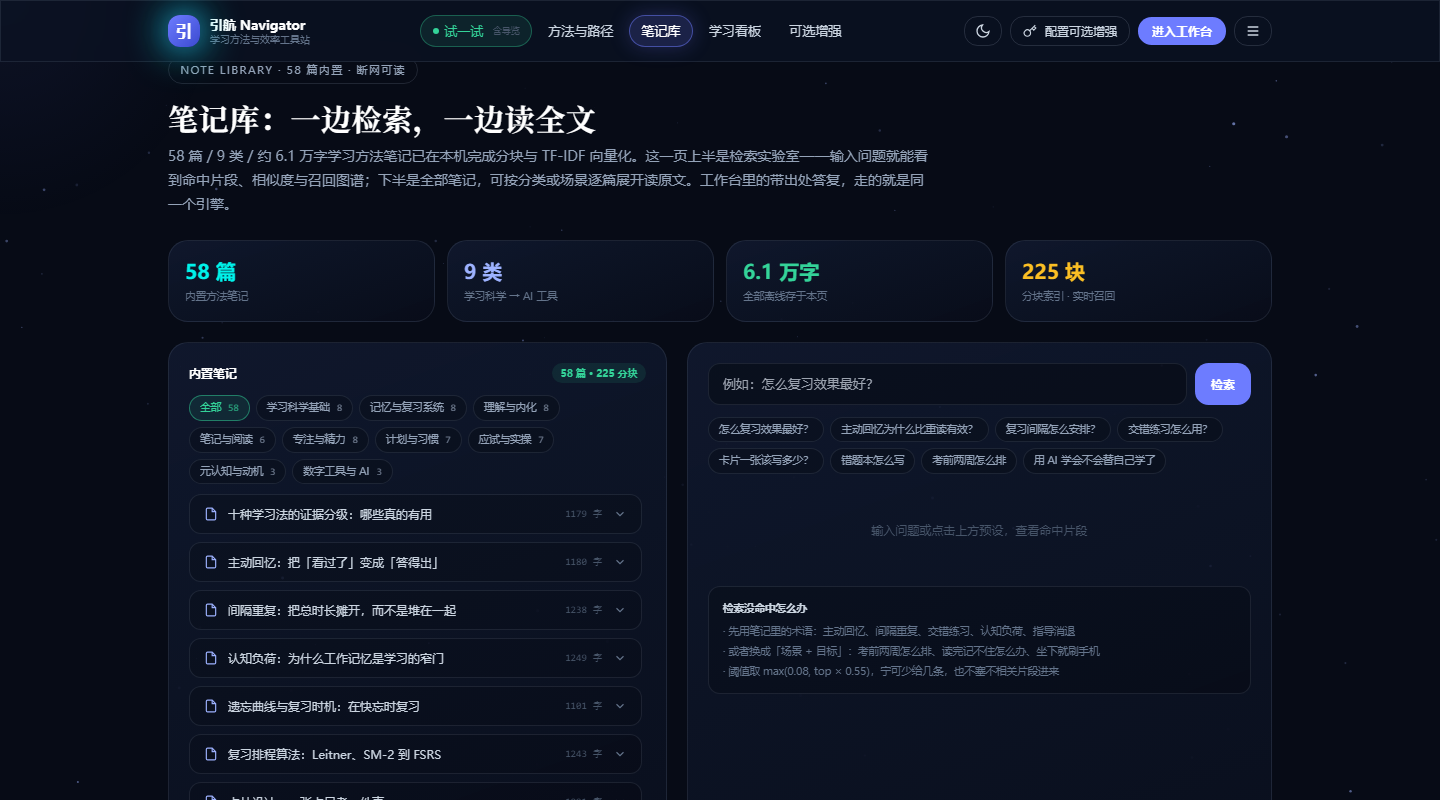 引
引航 Navigator
学习方法与效率工具站
试一试 含导览
方法与路径
笔记库
学习看板
可选增强
配置可选增强
进入工作台
NOTE LIBRARY · 58 篇内置 · 断网可读
笔记库：一边检索，一边读全文
58 篇 / 9 类 / 约 6.1 万字学习方法笔记已在本机完成分块与 TF-IDF 向量化。这一页上半是检索实验室——输入问题就能看
到命中片段、相似度与召回图谱；下半是全部笔记，可按分类或场景逐篇展开读原文。工作台里的带出处答复，走的就是同
一个引擎。
58 篇
内置方法笔记
9 类
学习科学 → AI 工具
6.1 万字
全部离线存于本页
225 块
分块索引 · 实时召回
内置笔记
58 篇 • 225 分块
全部 58
学习科学基础 8
记忆与复习系统 8
理解与内化 8
笔记与阅读 6
专注与精力 8
计划与习惯 7
应试与实操 7
元认知与动机 3
数字工具与 AI 3
十种学习法的证据分级：哪些真的有用 1179 字
主动回忆：把「看过了」变成「答得出」 1180 字
间隔重复：把总时长摊开，而不是堆在一起 1238 字
认知负荷：为什么工作记忆是学习的窄门 1249 字
遗忘曲线与复习时机：在快忘时复习 1101 字
复习排程算法：Leitner、SM-2 到 FSRS 1243 字
例如：怎么复习效果最好？
检索
怎么复习效果最好？
主动回忆为什么比重读有效？
复习间隔怎么安排？
交错练习怎么用？
卡片一张该写多少？
错题本怎么写
考前两周怎么排
用 AI 学会不会替自己学了
输入问题或点击上方预设，查看命中片段
检索没命中怎么办
· 先用笔记里的术语：主动回忆、间隔重复、交错练习、认知负荷、指导消退
· 或者换成「场景 + 目标」：考前两周怎么排、读完记不住怎么办、坐下就刷手机
· 阈值取 max(0.08, top × 0.55)，宁可少给几条，也不塞不相关片段进来